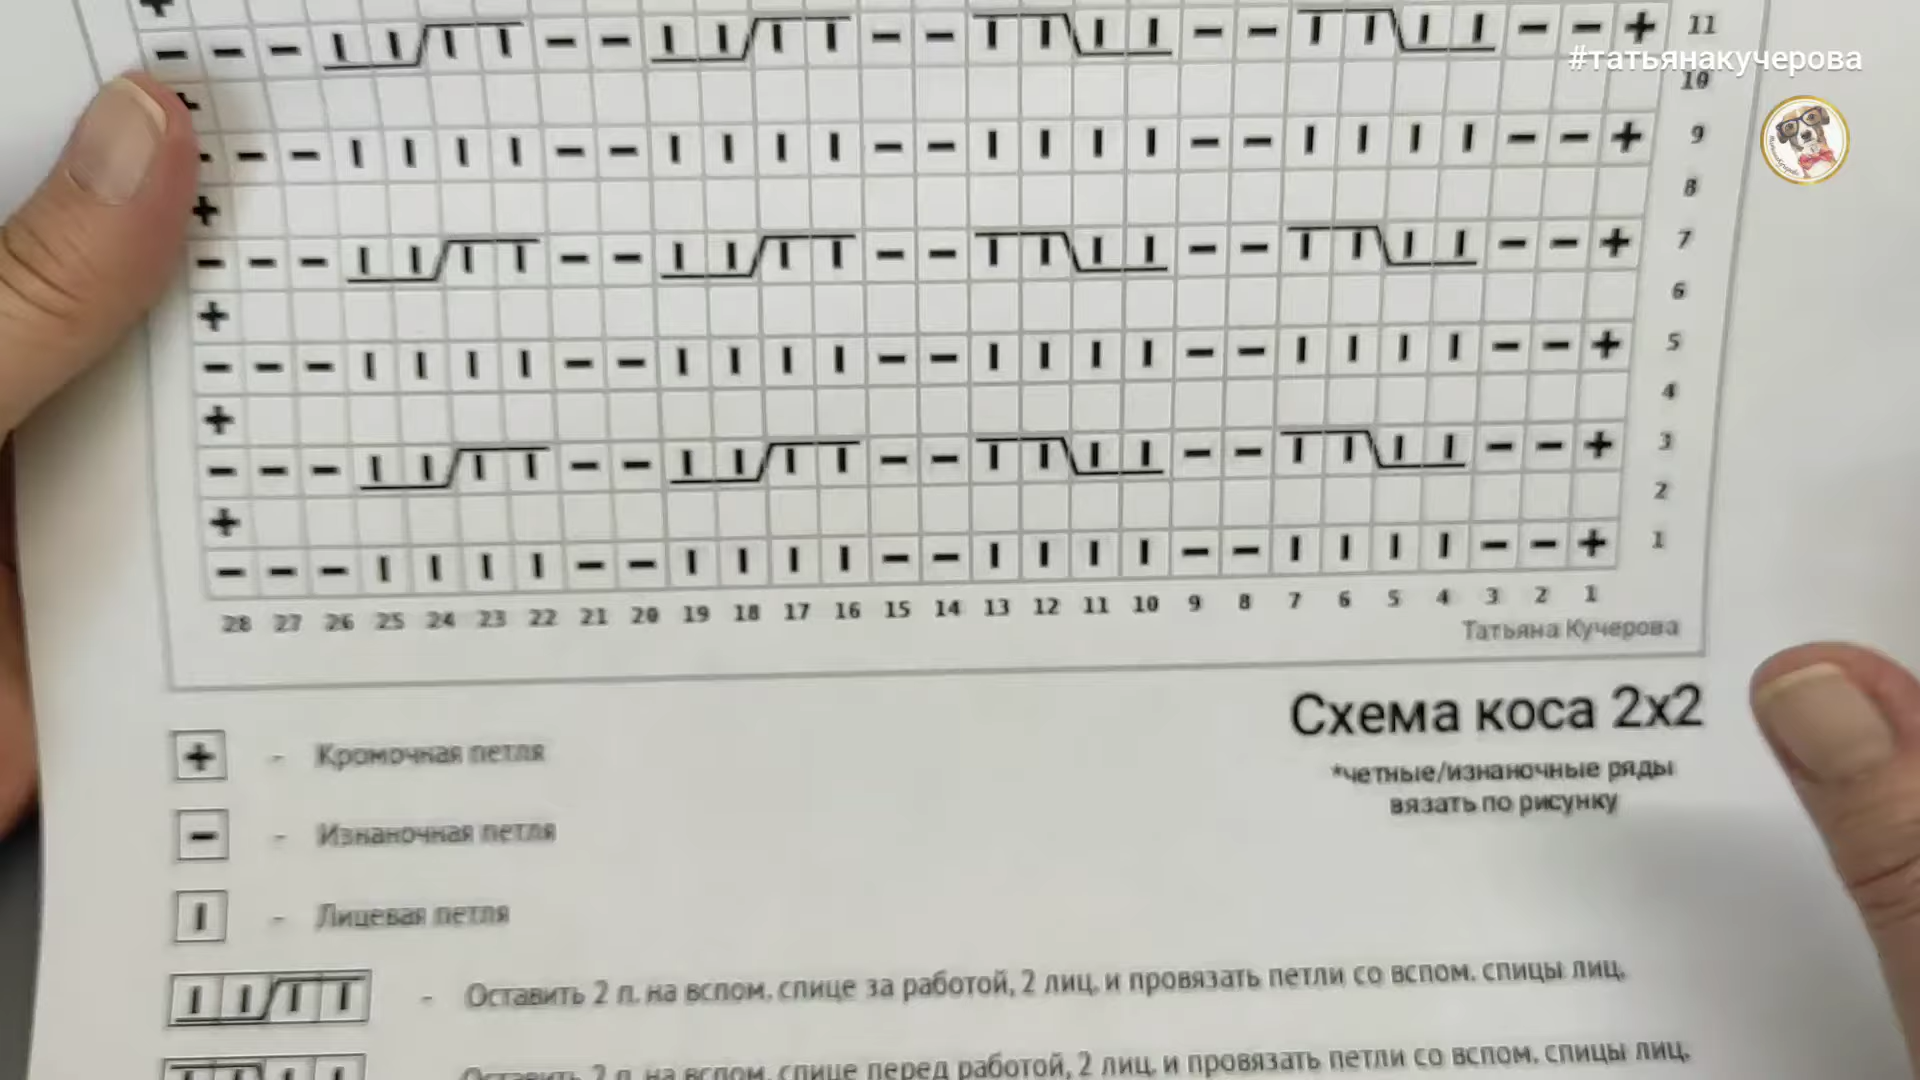 11
#татьянакучерова
10
9
8
7
6
5
4
3
2
1
28 27 26 25 24 23 22 21 20 19 18 17 16 15 14 13 12 11 10 9 8 7 6 5 4 3 2 1
Татьяна Кучерова
Схема коса 2x2
*четные/изнаночные ряды
вязать по рисунку
+ - Кромочная петля
− - Изнаночная петля
I - Лицевая петля
- Оставить 2 п. на вспом. спице за работой, 2 лиц. и провязать петли со вспом. спицы лиц.
Оставить 2 п. на вспом. спице перед работой, 2 лиц. и провязать петли со вспом. спицы лиц.